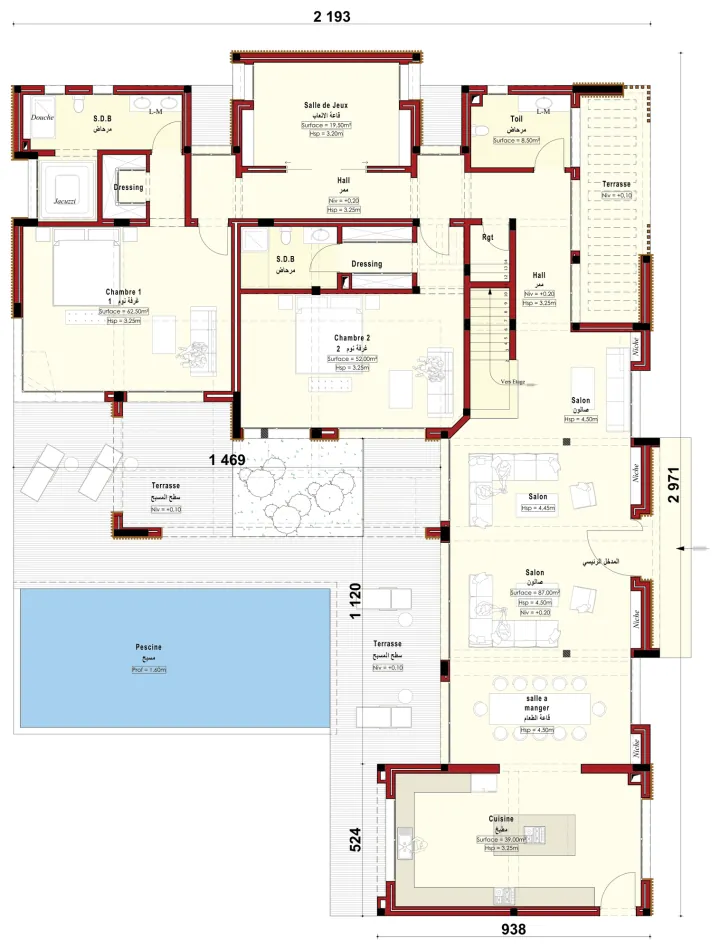 2 193
Salle de Jeux
قاعة الالعاب
Surface = 19,50m²
Hsp = 3,20m
Douche
S.D.B
مرحاض
L-M
Toil
مرحاض
Surface = 8,50m²
L-M
Jacuzzi
Dressing
Hall
ممر
Niv = +0,20
Hsp = 3,25m
Terrasse
Niv = +0,10
S.D.B
مرحاض
Dressing
Rgt
Hall
ممر
Niv = +0,20
Hsp = 3,25m
Chambre 1
غرفة نوم 1
Surface = 62,50m²
Hsp = 3,25m
Chambre 2
غرفة نوم 2
Surface = 52,00m²
Hsp = 3,25m
Vers Etage
Niche
Salon
صالون
Hsp = 4,50m
1 469
Terrasse
سطح المسبح
Niv = +0,10
Salon
Hsp = 4,45m
Niche
2 971
المدخل الرئيسي
Salon
صالون
Surface = 87,00m²
Hsp = 4,50m
Niv = +0,20
Niche
1 120
Pescine
مسبح
Prof = 1,60m
Terrasse
سطح المسبح
Niv = +0,10
salle a
manger
قاعة الطعام
Hsp = 4,50m
Niche
524
Cuisine
مطبخ
Surface = 39,00m²
Hsp = 3,25m
938